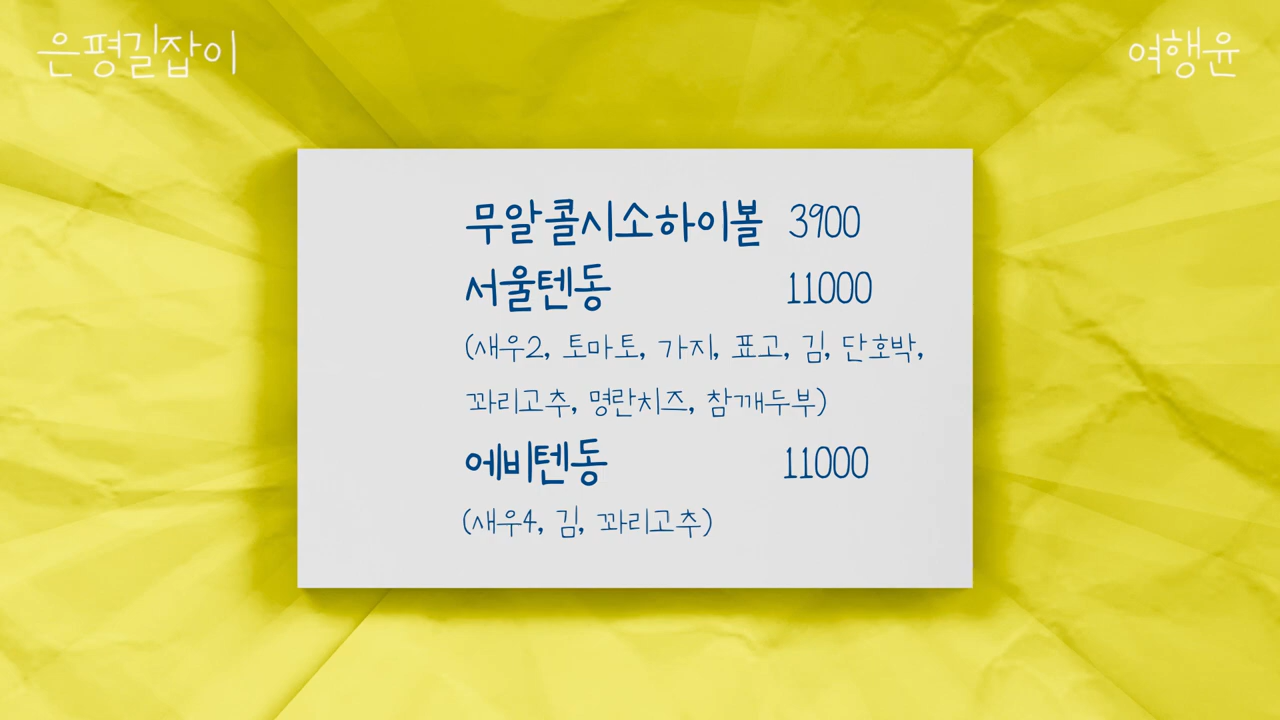 은평길잡이
여행윤
무알콜시소하이볼 3900
서울텐동 11000
(새우2, 토마토, 가지, 표고, 김, 단호박,
꽈리고추, 명란치즈, 참깨두부)
에비텐동 11000
(새우4, 김, 꽈리고추)